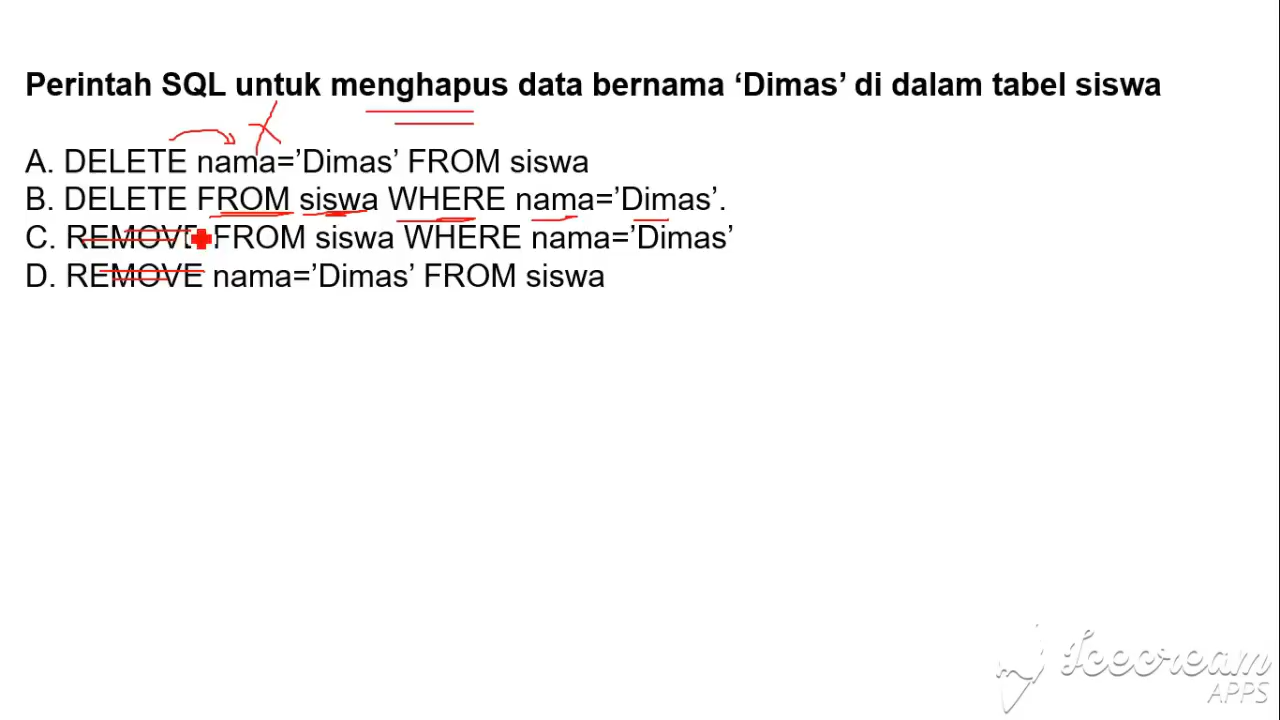 Perintah SQL untuk menghapus data bernama ‘Dimas’ di dalam tabel siswa
A. DELETE nama=’Dimas’ FROM siswa
B. DELETE FROM siswa WHERE nama=’Dimas’.
C. REMOVE FROM siswa WHERE nama=’Dimas’
D. REMOVE nama=’Dimas’ FROM siswa
Icecream
APPS